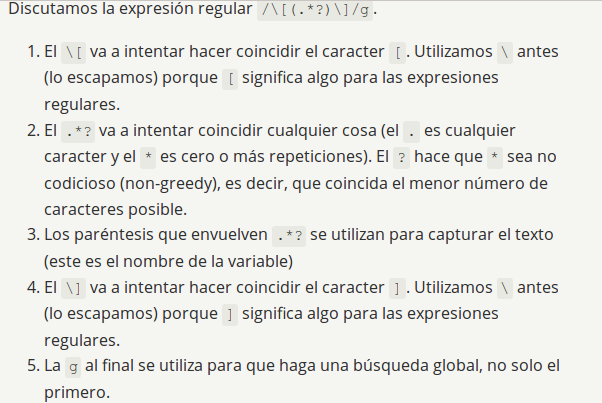 Discutamos la expresión regular /\[(.*?)\]/g.
1. El \[ va a intentar hacer coincidir el caracter [. Utilizamos \ antes
(lo escapamos) porque [ significa algo para las expresiones
regulares.
2. El .*? va a intentar coincidir cualquier cosa (el . es cualquier
caracter y el * es cero o más repeticiones). El ? hace que * sea no
codicioso (non-greedy), es decir, que coincida el menor número de
caracteres posible.
3. Los paréntesis que envuelven .*? se utilizan para capturar el texto
(este es el nombre de la variable)
4. El \] va a intentar hacer coincidir el caracter ]. Utilizamos \ antes
(lo escapamos) porque ] significa algo para las expresiones
regulares.
5. La g al final se utiliza para que haga una búsqueda global, no solo el
primero.